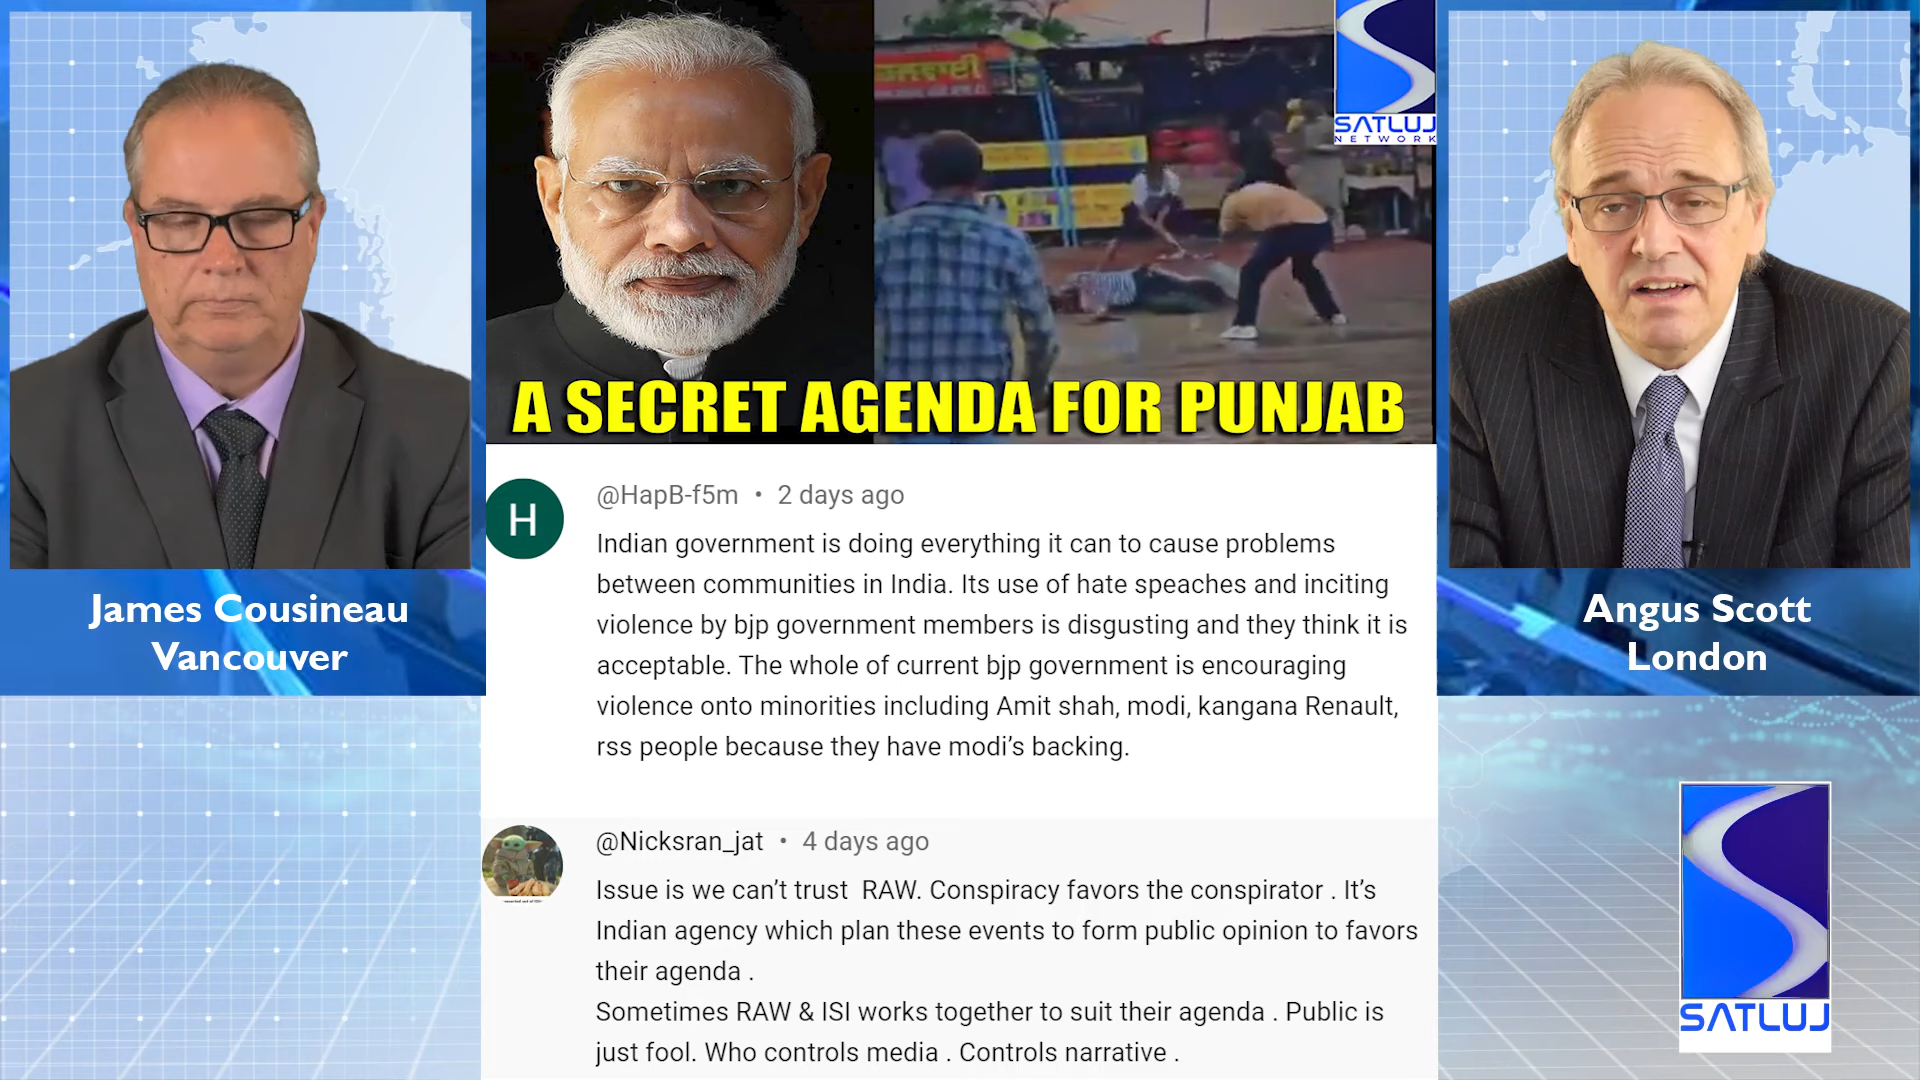 SATLUJ
NETWORK
A SECRET AGENDA FOR PUNJAB
James Cousineau
Vancouver
Angus Scott
London
H
@HapB-f5m • 2 days ago
Indian government is doing everything it can to cause problems
between communities in India. Its use of hate speaches and inciting
violence by bjp government members is disgusting and they think it is
acceptable. The whole of current bjp government is encouraging
violence onto minorities including Amit shah, modi, kangana Renault,
rss people because they have modi’s backing.
@Nicksran_jat • 4 days ago
Issue is we can’t trust  RAW. Conspiracy favors the conspirator . It’s
Indian agency which plan these events to form public opinion to favors
their agenda .
Sometimes RAW & ISI works together to suit their agenda . Public is
just fool. Who controls media . Controls narrative .
SATLUJ